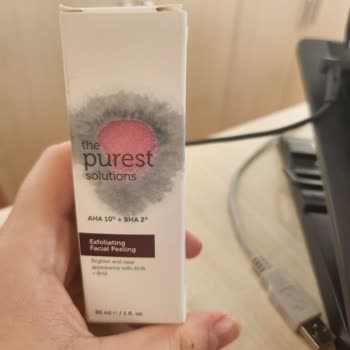 the
purest
solutions
AHA 10% + BHA 2%
Exfoliating
Facial Peeling
Brighter and clear
appearance with AHA
+ BHA
30 ml e / 1 fl. oz.